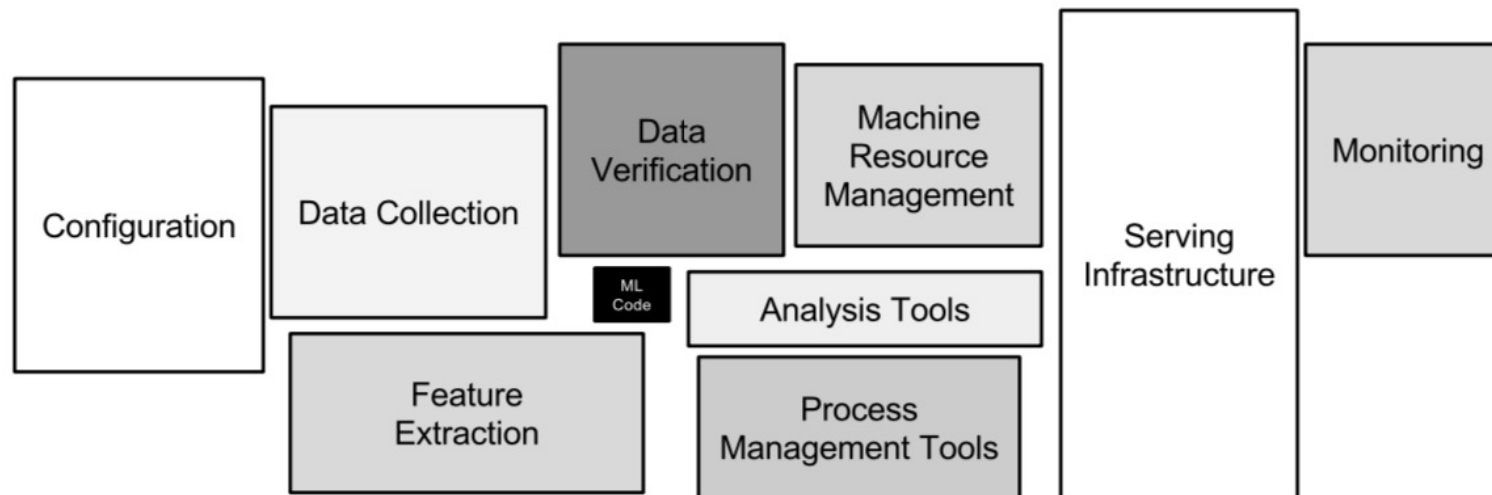 Configuration
Data Collection
Data
Verification
Machine
Resource
Management
Monitoring
Serving
Infrastructure
ML
Code
Analysis Tools
Feature
Extraction
Process
Management Tools